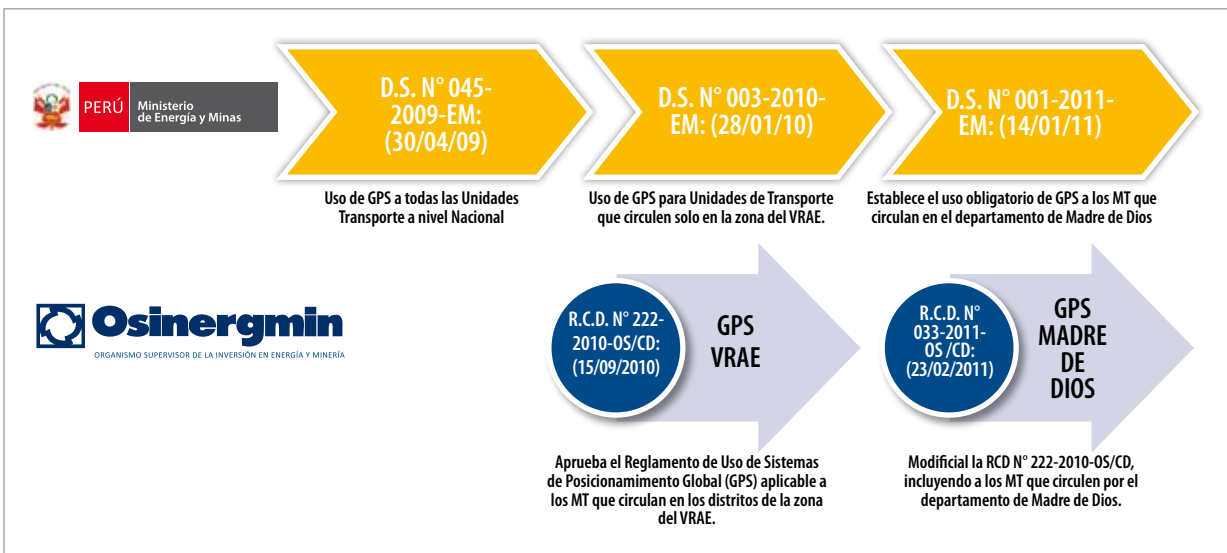 PERÚ
Ministerio
de Energía y Minas
D.S. N° 045-
2009-EM:
(30/04/09)
D.S. N° 003-2010-
EM: (28/01/10)
D.S. N° 001-2011-
EM: (14/01/11)
Uso de GPS a todas las Unidades
Transporte a nivel Nacional
Uso de GPS para Unidades de Transporte
que circulen solo en la zona del VRAE.
Establece el uso obligatorio de GPS a los MT que
circulan en el departamento de Madre de Dios
Osinergmin
ORGANISMO SUPERVISOR DE LA INVERSIÓN EN ENERGÍA Y MINERÍA
R.C.D. N° 222-
2010-OS/CD:
(15/09/2010)
GPS
VRAE
R.C.D. N°
033-2011-
OS /CD:
(23/02/2011)
GPS
MADRE
DE
DIOS
Aprueba el Reglamento de Uso de Sistemas
de Posicionamimento Global (GPS) aplicable a
los MT que circulan en los distritos de la zona
del VRAE.
Modificial la RCD N° 222-2010-OS/CD,
incluyendo a los MT que circulen por el
departamento de Madre de Dios.